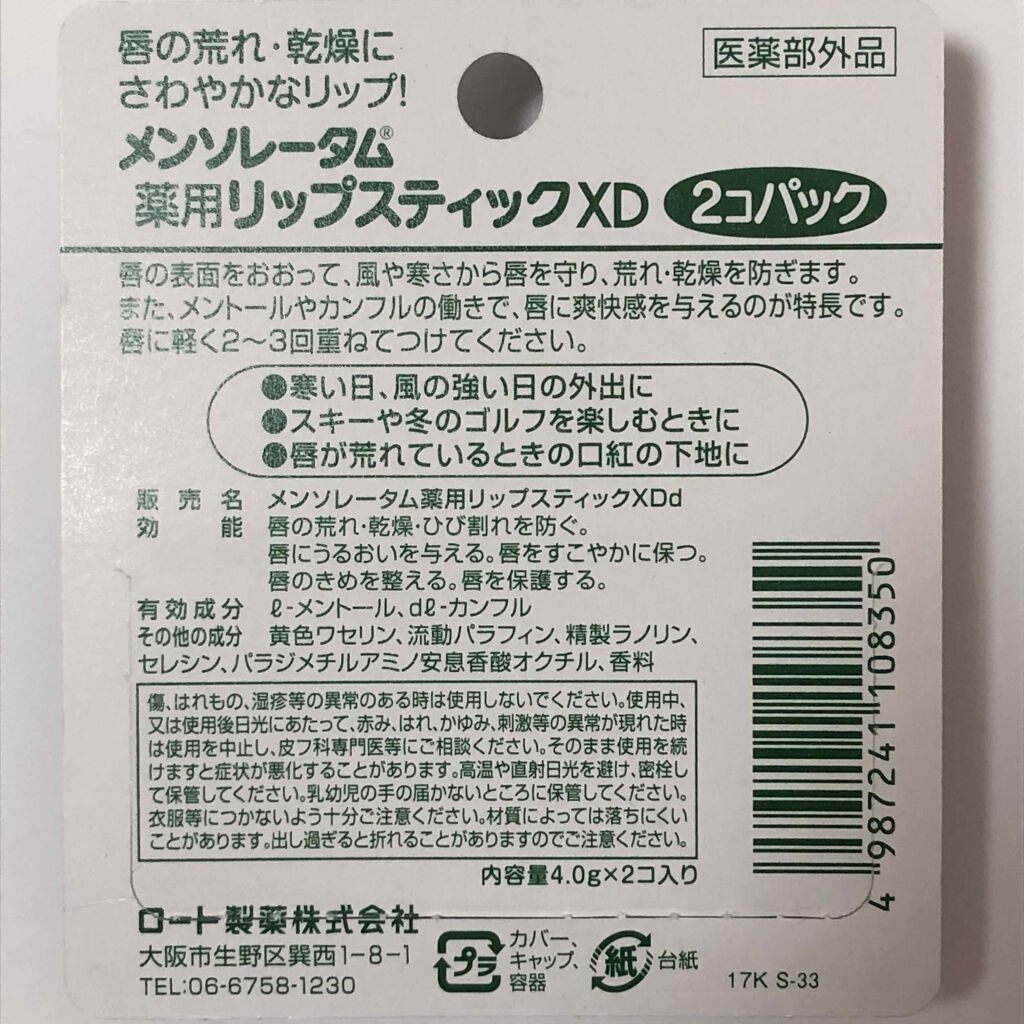 唇の荒れ・乾燥に
さわやかなリップ!
医薬部外品
メンソレータム®
薬用リップスティックXD 2コパック
唇の表面をおおって、風や寒さから唇を守り、荒れ・乾燥を防ぎます。
また、メントールやカンフルの働きで、唇に爽快感を与えるのが特長です。
唇に軽く2〜3回重ねてつけてください。
●寒い日、風の強い日の外出に
●スキーや冬のゴルフを楽しむときに
●唇が荒れているときの口紅の下地に
販売名 メンソレータム薬用リップスティックXDd
効能 唇の荒れ・乾燥・ひび割れを防ぐ。
唇にうるおいを与える。唇をすこやかに保つ。
唇のきめを整える。唇を保護する。
有効成分 ℓ-メントール、dℓ-カンフル
その他の成分 黄色ワセリン、流動パラフィン、精製ラノリン、
セレシン、パラジメチルアミノ安息香酸オクチル、香料
傷、はれもの、湿疹等の異常のある時は使用しないでください。使用中、
又は使用後日光にあたって、赤み、はれ、かゆみ、刺激等の異常が現れた時
は使用を中止し、皮フ科専門医等にご相談ください。そのまま使用を続
けますと症状が悪化することがあります。高温や直射日光を避け、密栓し
て保管してください。乳幼児の手の届かないところに保管してください。
衣服等につかないよう十分ご注意ください。材質によっては落ちにくい
ことがあります。出し過ぎると折れることがありますのでご注意ください。
内容量4.0g×2コ入り
4 987241 108350
ロート製薬株式会社
大阪市生野区巽西1-8-1
TEL:06-6758-1230
プラ
カバー、
キャップ、
容器
紙 台紙
17K S-33